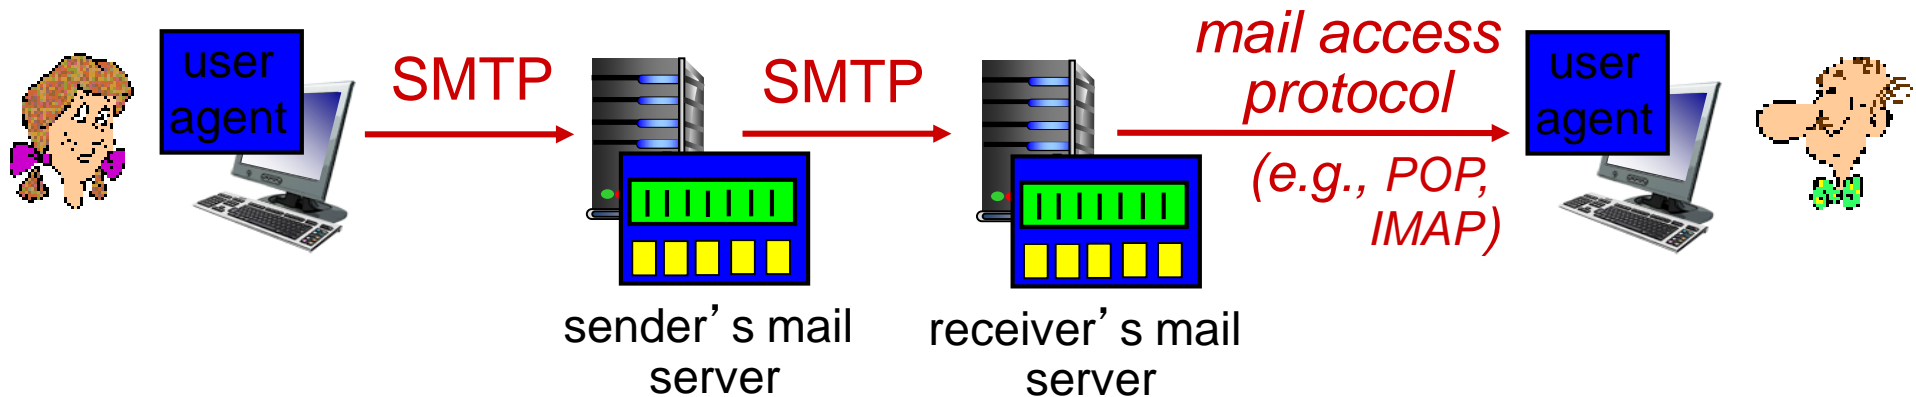 user
agent
SMTP
sender’s mail
server
SMTP
receiver’s mail
server
mail access
protocol
(e.g., POP,
IMAP)
user
agent